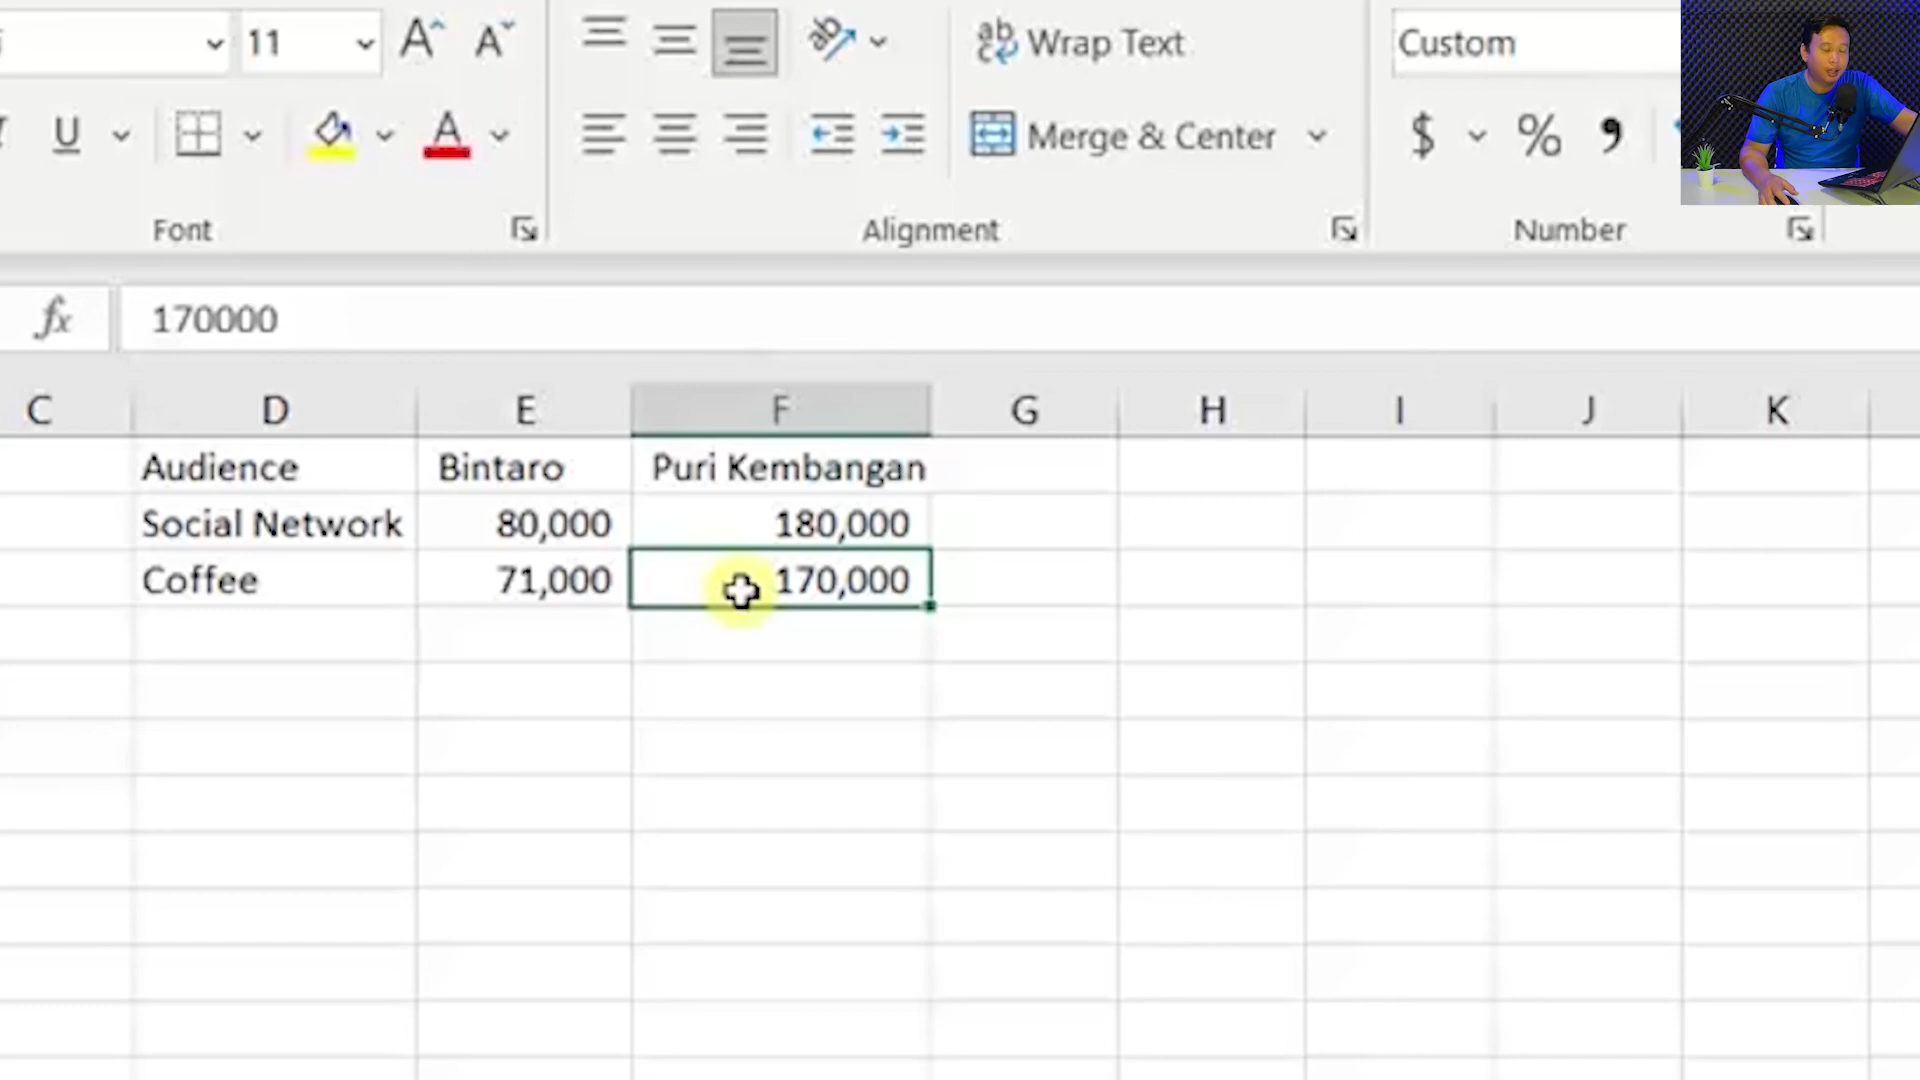 11 A A ab Wrap Text Custom
U A Merge & Center $ % ,
Font Alignment Number
fx 170000
C D E F G H I J K
Audience Bintaro Puri Kembangan
Social Network 80,000 180,000
Coffee 71,000 170,000